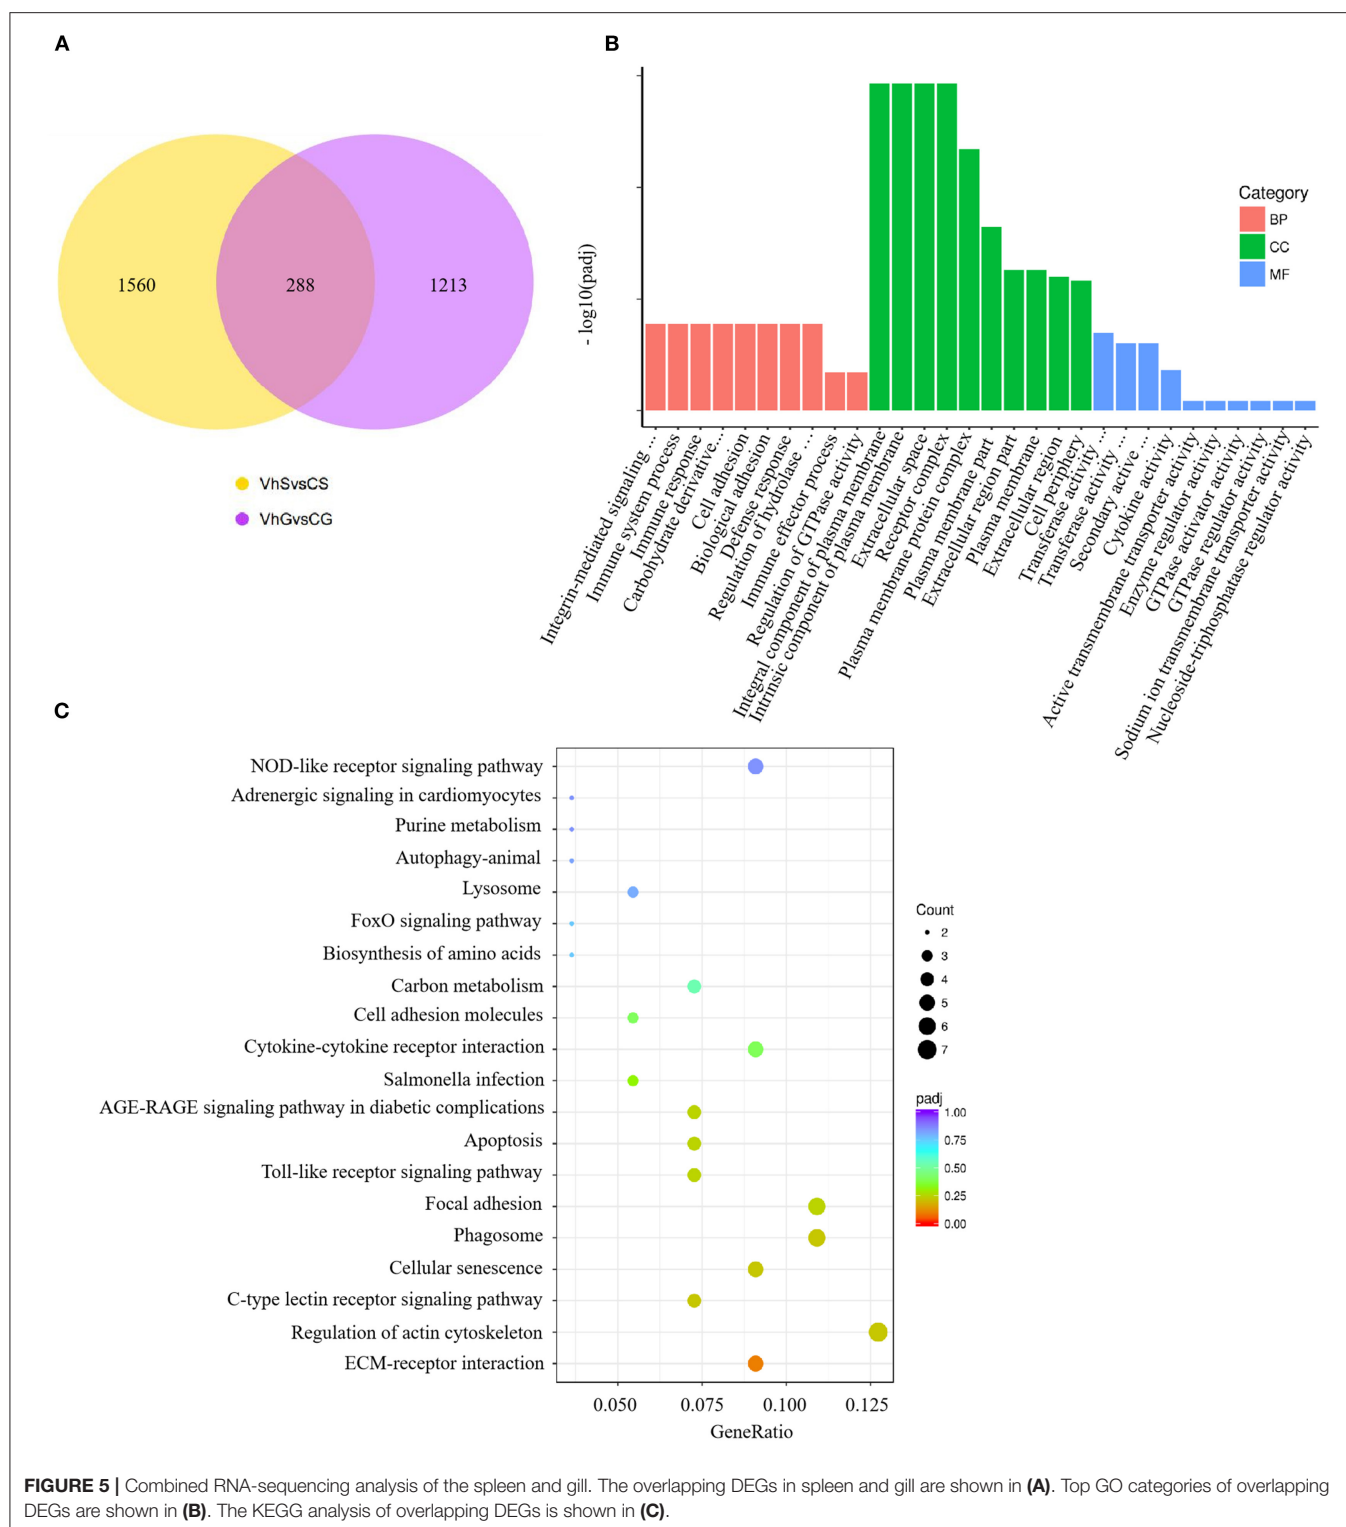 A
1560
288
1213
VhSvsCS
VhGvsCG
B
- log10(padj)
Category
BP
CC
MF
Integrin-mediated signaling ...
Immune system process
Immune response
Carbohydrate derivative...
Cell adhesion
Biological adhesion
Defense response
Regulation of hydrolase ...
Immune effector process
Regulation of GTPase activity
Integral component of plasma membrane
Intrinsic component of plasma membrane
Extracellular space
Receptor complex
Plasma membrane protein complex
Plasma membrane part
Extracellular region part
Plasma membrane
Extracellular region
Cell periphery
Transferase activity ...
Transferase activity ...
Secondary active ...
Cytokine activity
Active transmembrane transporter activity
Enzyme regulator activity
GTPase activator activity
GTPase regulator activity
Sodium ion transmembrane transporter activity
Nucleoside-triphosphatase regulator activity
C
NOD-like receptor signaling pathway
Adrenergic signaling in cardiomyocytes
Purine metabolism
Autophagy-animal
Lysosome
FoxO signaling pathway
Biosynthesis of amino acids
Carbon metabolism
Cell adhesion molecules
Cytokine-cytokine receptor interaction
Salmonella infection
AGE-RAGE signaling pathway in diabetic complications
Apoptosis
Toll-like receptor signaling pathway
Focal adhesion
Phagosome
Cellular senescence
C-type lectin receptor signaling pathway
Regulation of actin cytoskeleton
ECM-receptor interaction
0.050 0.075 0.100 0.125
GeneRatio
Count
2
3
4
5
6
7
padj
1.00
0.75
0.50
0.25
0.00
FIGURE 5 | Combined RNA-sequencing analysis of the spleen and gill. The overlapping DEGs in spleen and gill are shown in (A). Top GO categories of overlapping
DEGs are shown in (B). The KEGG analysis of overlapping DEGs is shown in (C).